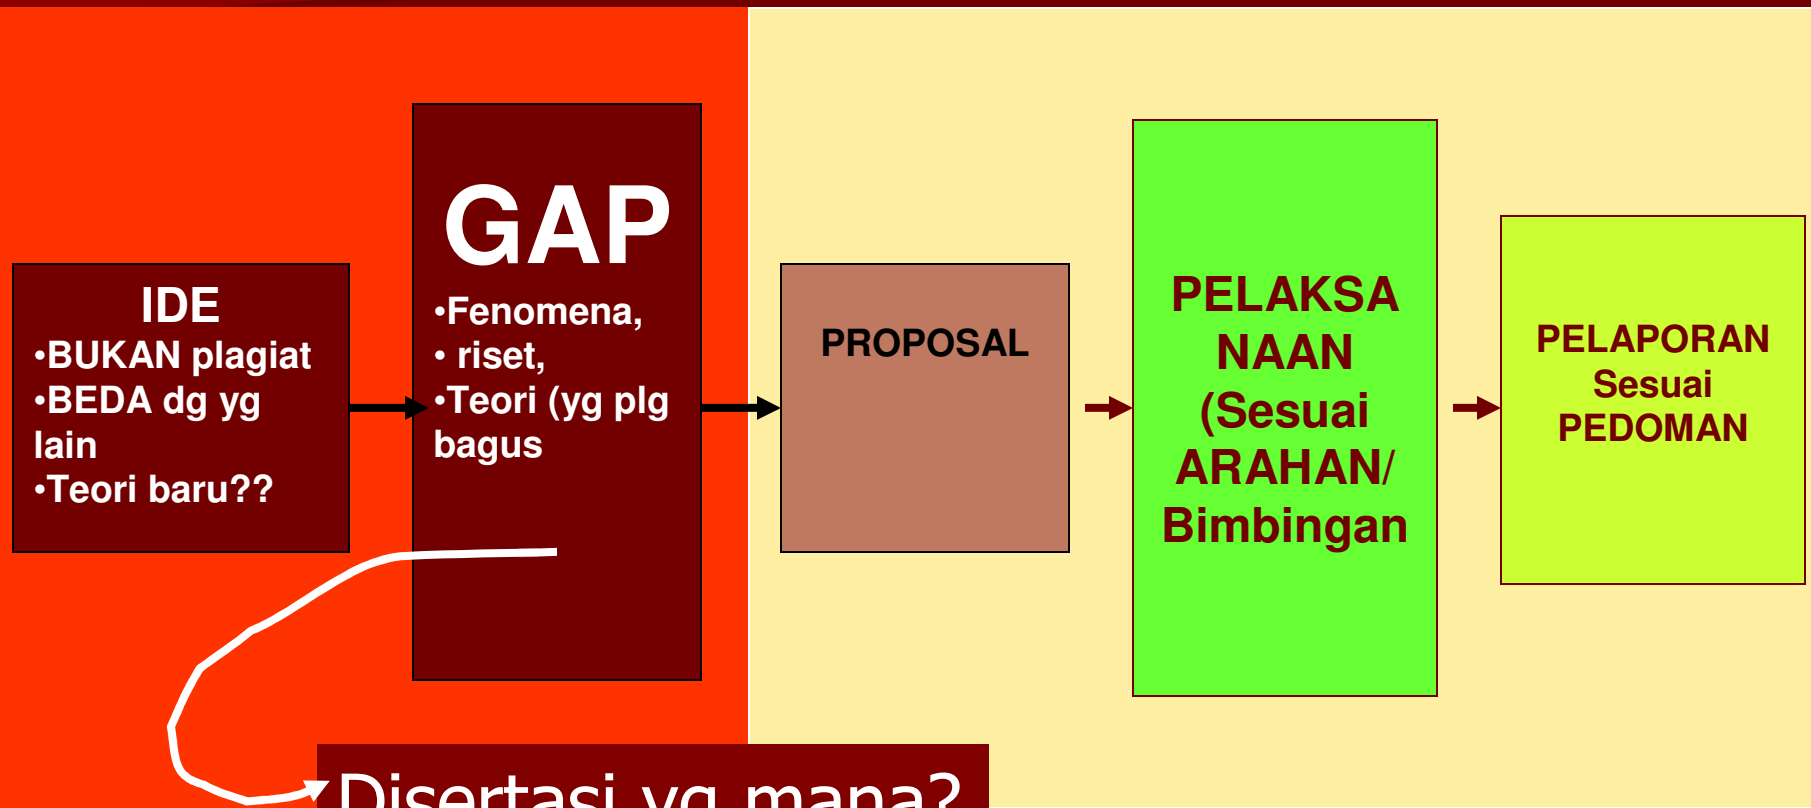 IDE
•BUKAN plagiat
•BEDA dg yg
lain
•Teori baru??
GAP
•Fenomena,
• riset,
•Teori (yg plg
bagus
PROPOSAL
PELAKSA
NAAN
(Sesuai
ARAHAN/
Bimbingan
PELAPORAN
Sesuai
PEDOMAN
Disertasi yg mana?